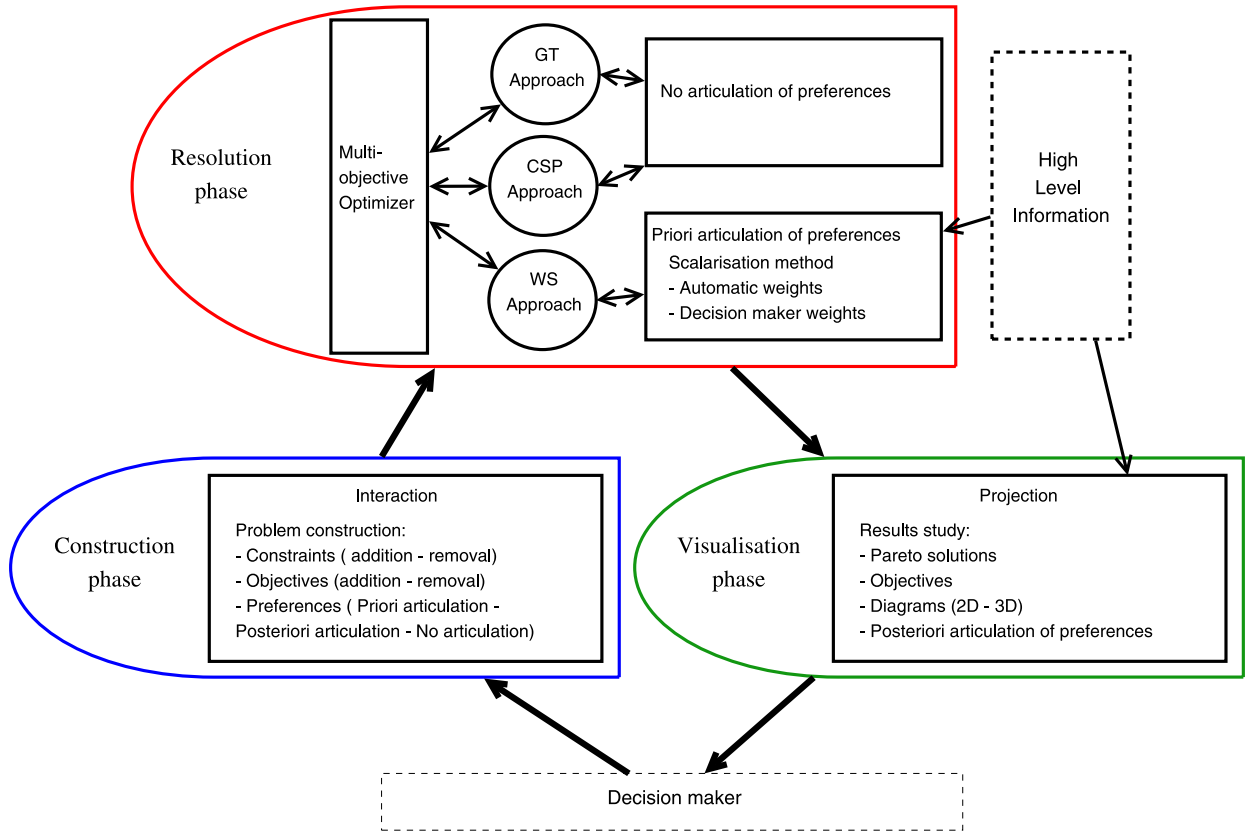 Resolution
phase
Multi-
objective
Optimizer
GT
Approach
CSP
Approach
WS
Approach
No articulation of preferences
Priori articulation of preferences
Scalarisation method
- Automatic weights
- Decision maker weights
High
Level
Information
Construction
phase
Interaction
Problem construction:
- Constraints ( addition - removal)
- Objectives (addition - removal)
- Preferences ( Priori articulation -
Posteriori articulation - No articulation)
Visualisation
phase
Projection
Results study:
- Pareto solutions
- Objectives
- Diagrams (2D - 3D)
- Posteriori articulation of preferences
Decision maker